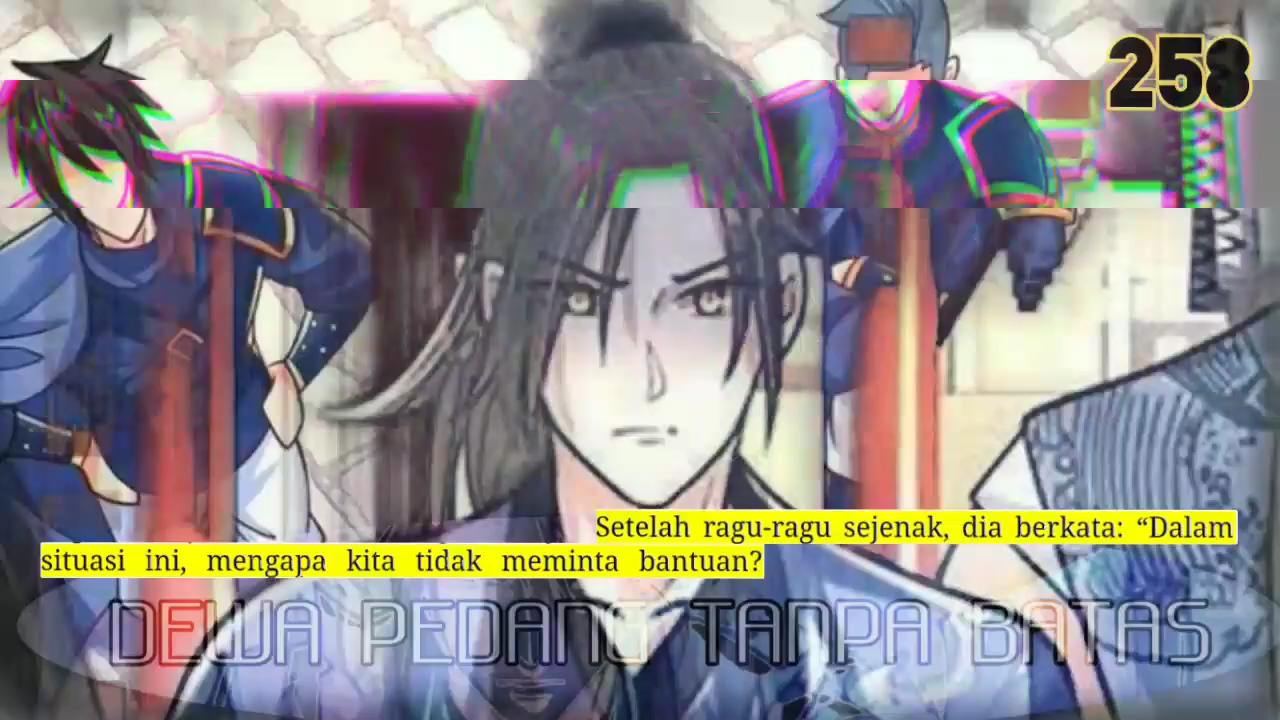 258
Setelah ragu-ragu sejenak, dia berkata: “Dalam
situasi ini, mengapa kita tidak meminta bantuan?
DEWA PEDANG TANPA BATAS